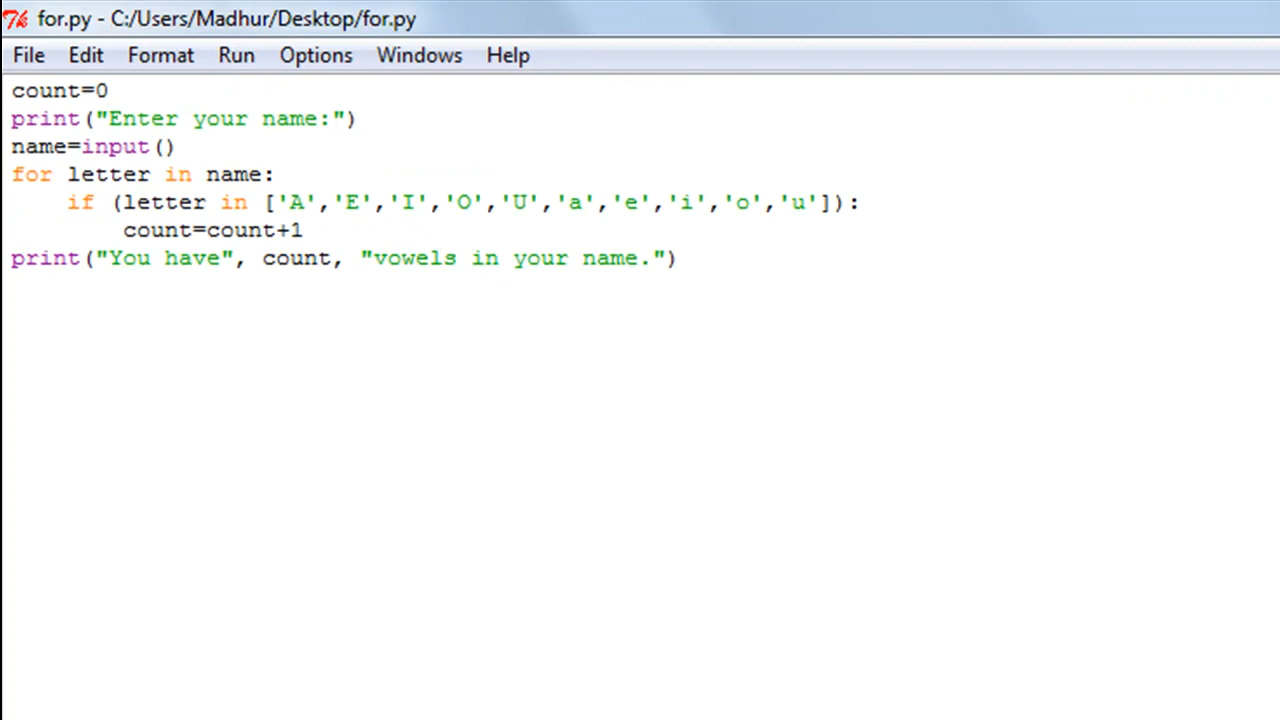 for.py - C:/Users/Madhur/Desktop/for.py
File Edit Format Run Options Windows Help
count=0
print("Enter your name:")
name=input()
for letter in name:
    if (letter in ['A','E','I','O','U','a','e','i','o','u']):
        count=count+1
print("You have", count, "vowels in your name.")